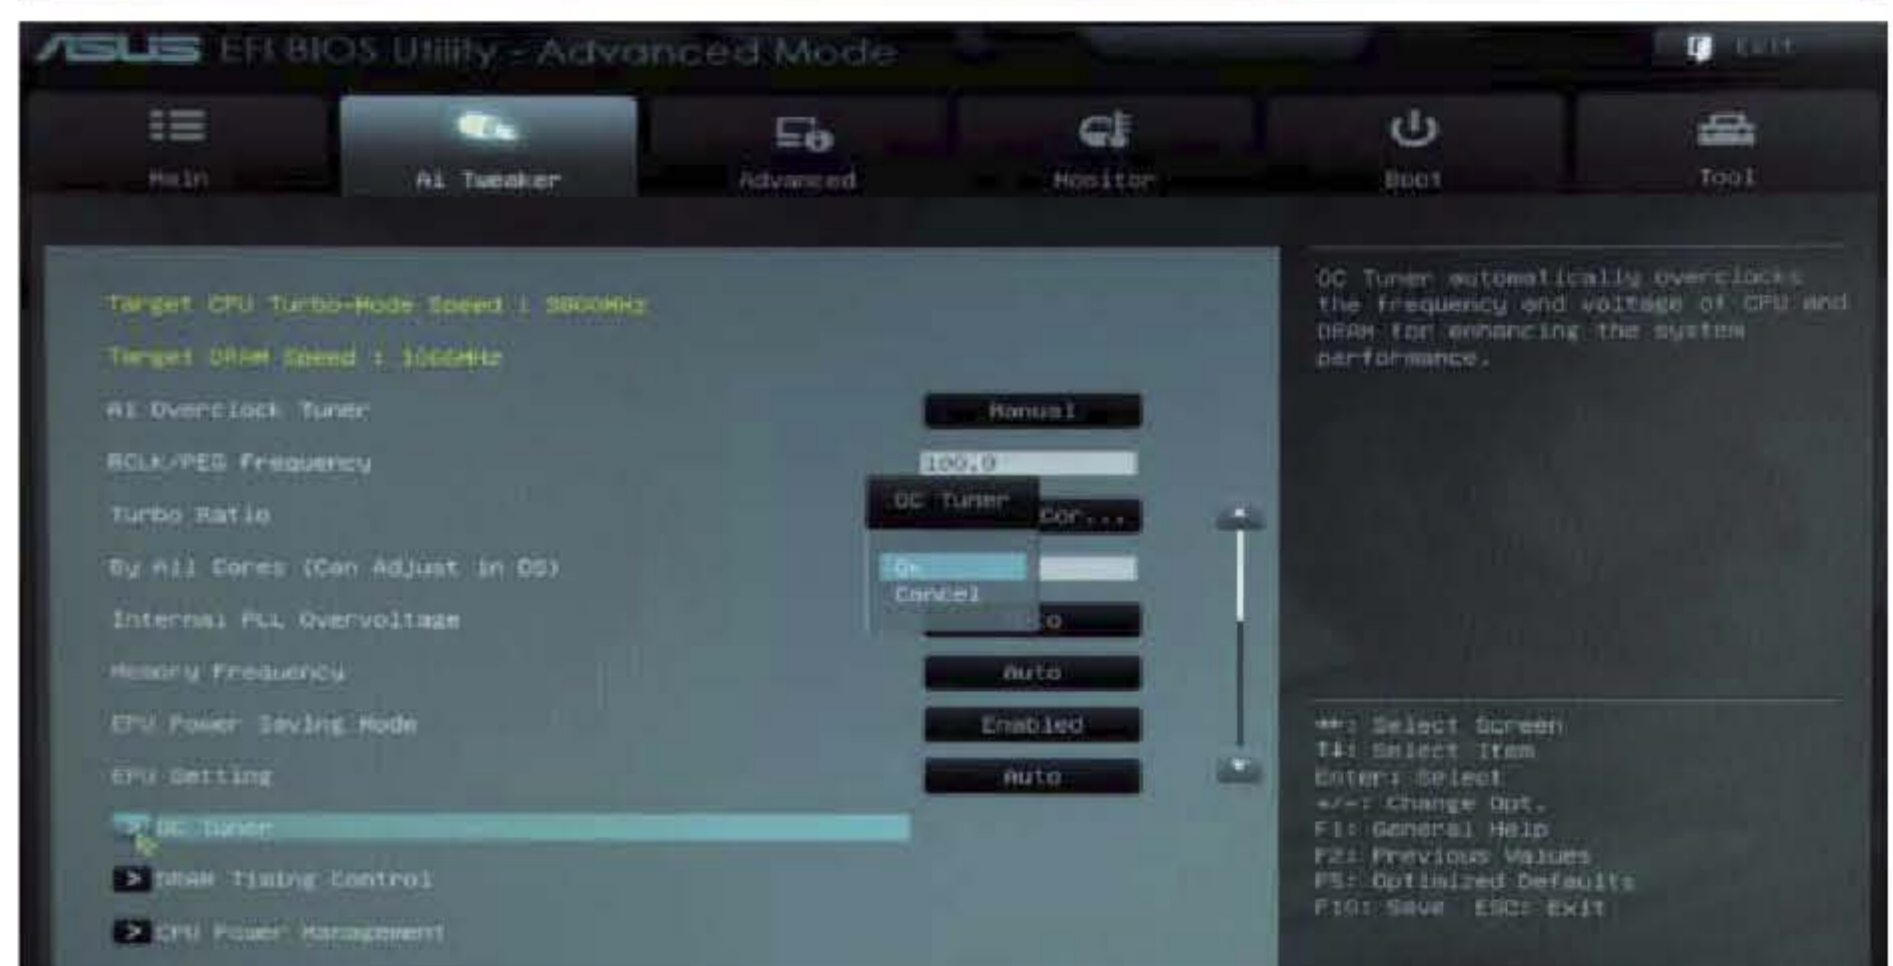 ASUS EFI BIOS Utility - Advanced Mode
Exit
Main
Ai Tweaker
Advanced
Monitor
Boot
Tool
Target CPU Turbo-Mode Speed : 3800MHz
Target DRAM Speed : 1066MHz
Ai Overclock Tuner
Manual
BCLK/PEG Frequency
100.0
Turbo Ratio
Cor...
By All Cores (Can Adjust in OS)
Internal PLL Overvoltage
o
Memory Frequency
Auto
EPU Power Saving Mode
Enabled
EPU Setting
Auto
> OC Tuner
> DRAM Timing Control
> CPU Power Management
OC Tuner
Ok
Cancel
OC Tuner automatically overclocks
the frequency and voltage of CPU and
DRAM for enhancing the system
performance.
→←: Select Screen
↑↓: Select Item
Enter: Select
+/-: Change Opt.
F1: General Help
F2: Previous Values
F5: Optimized Defaults
F10: Save ESC: Exit